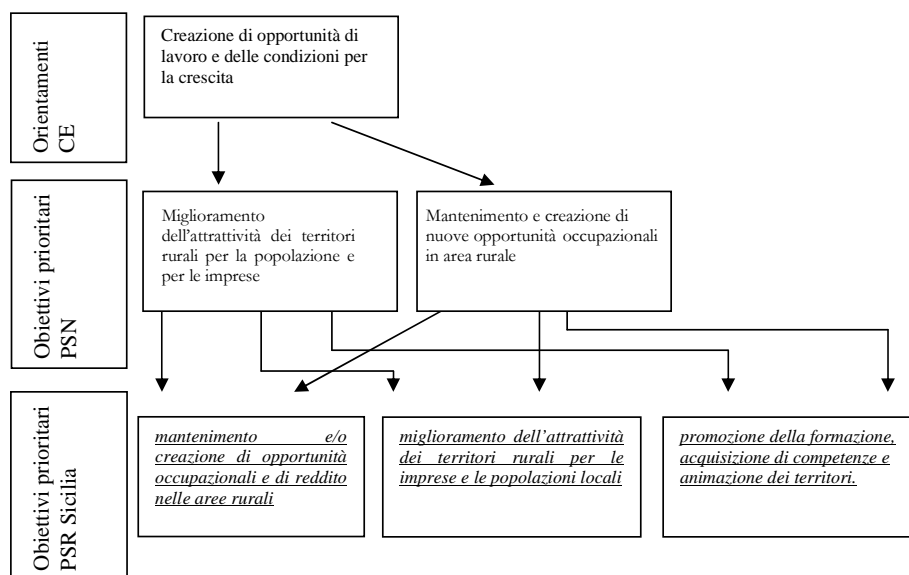 Orientamenti
CE
Creazione di opportunità di
lavoro e delle condizioni per
la crescita
Obiettivi prioritari
PSN
Miglioramento
dell'attrattività dei territori
rurali per la popolazione e
per le imprese
Mantenimento e creazione di
nuove opportunità occupazionali
in area rurale
Obiettivi prioritari
PSR Sicilia
mantenimento e/o
creazione di opportunità
occupazionali e di reddito
nelle aree rurali
miglioramento dell'attrattività
dei territori rurali per le
imprese e le popolazioni locali
promozione della formazione,
acquisizione di competenze e
animazione dei territori.